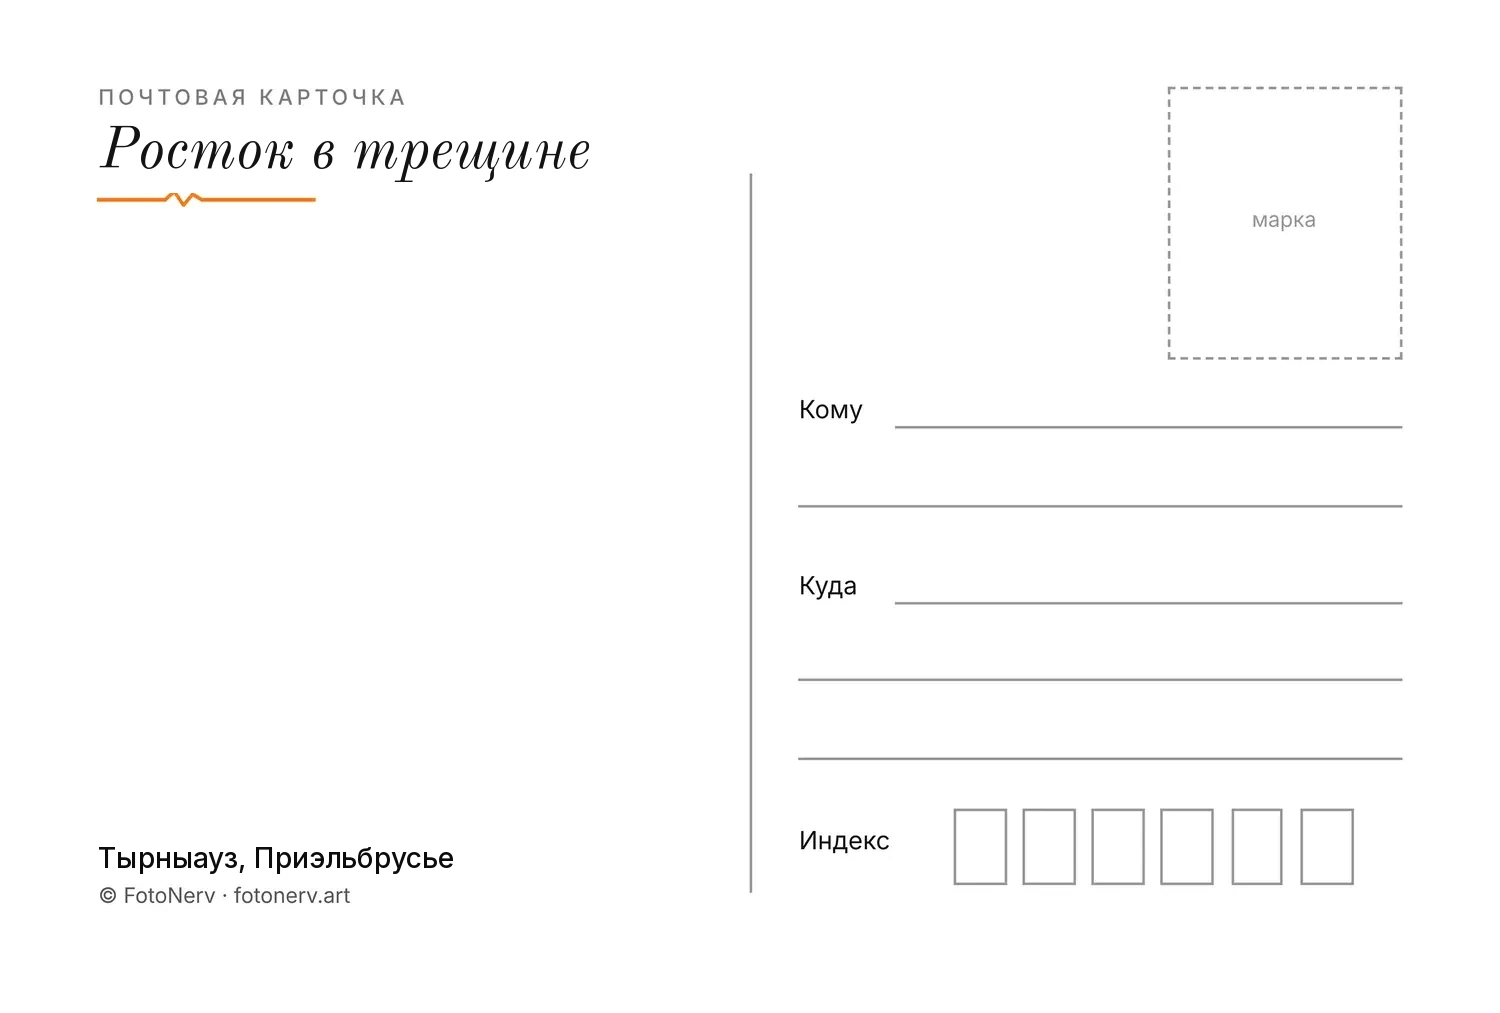 ПОЧТОВАЯ КАРТОЧКА
Росток в трещине
марка
Кому
Куда
Индекс
Тырныауз, Приэльбрусье
© FotoNerv · fotonerv.art